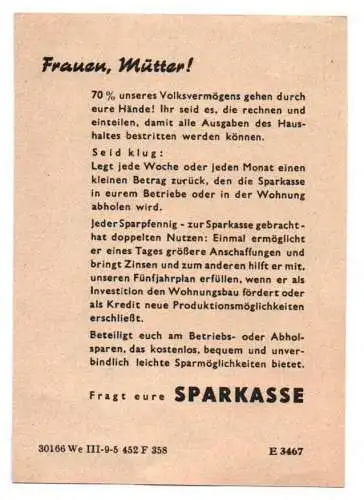 Frauen, Mütter!
70 % unseres Volksvermögens gehen durch
eure Hände! Ihr seid es, die rechnen und
einteilen, damit alle Ausgaben des Haus-
haltes bestritten werden können.
Seid klug:
Legt jede Woche oder jeden Monat einen
kleinen Betrag zurück, den die Sparkasse
in eurem Betriebe oder in der Wohnung
abholen wird.
Jeder Sparpfennig - zur Sparkasse gebracht-
hat doppelten Nutzen: Einmal ermöglicht
er eines Tages größere Anschaffungen und
bringt Zinsen und zum anderen hilft er mit,
unseren Fünfjahrplan erfüllen, wenn er als
Investition den Wohnungsbau fördert oder
als Kredit neue Produktionsmöglichkeiten
erschließt.
Beteiligt euch am Betriebs- oder Abhol-
sparen, das kostenlos, bequem und unver-
bindlich leichte Sparmöglichkeiten bietet.
Fragt eure SPARKASSE
30166 We III-9-5 452 F 358 E 3467